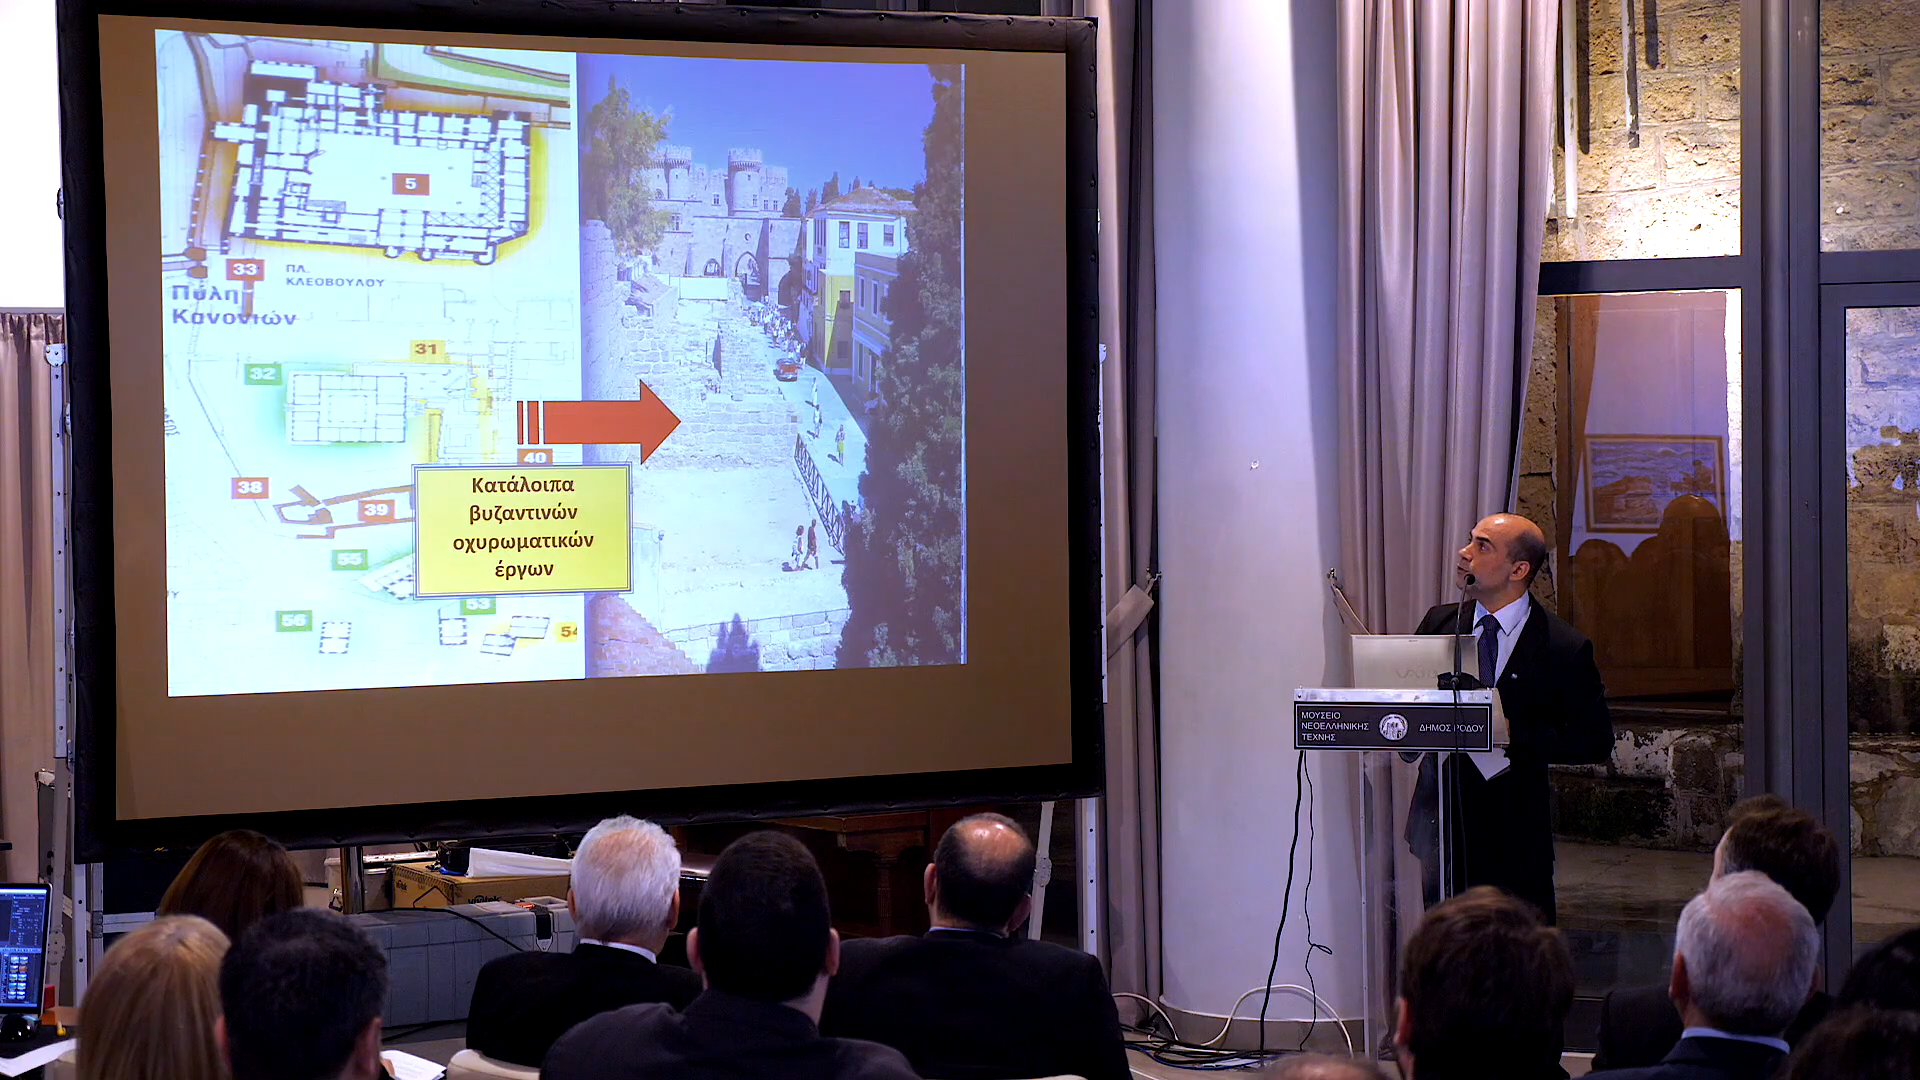 5
33
ΠΛ.
ΚΛΕΟΒΟΥΛΟΥ
Πύλη
Κανονιών
31
32
40
38
39
Κατάλοιπα
βυζαντινών
οχυρωματικών
έργων
55
53
56
54
ΜΟΥΣΕΙΟ
ΝΕΟΕΛΛΗΝΙΚΗΣ
ΤΕΧΝΗΣ
ΔΗΜΟΣ ΡΟΔΟΥ
VAIO